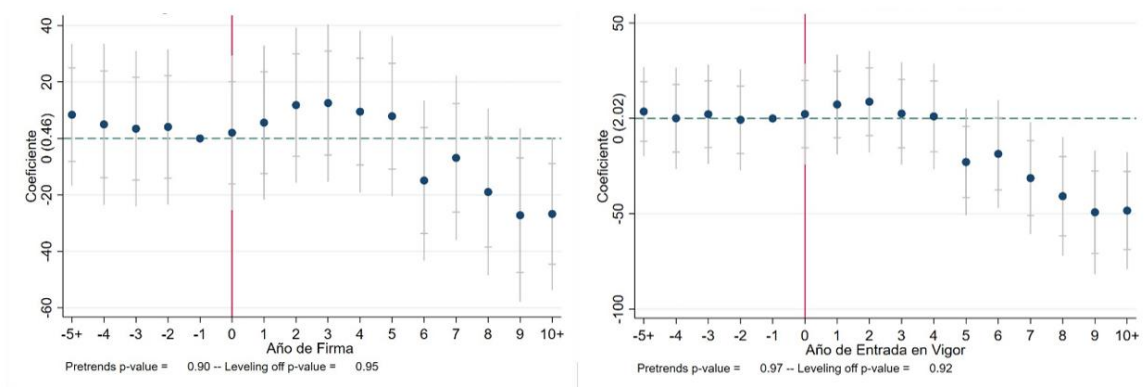 40
20
0 (1.46)
-20
-40
-60
Coeficiente
-5+ -4 -3 -2 -1 0 1 2 3 4 5 6 7 8 9 10+
Año de Firma
Pretrends p-value = 0.90 -- Leveling off p-value = 0.95
50
0 (2.02)
-50
-100
Coeficiente
-5+ -4 -3 -2 -1 0 1 2 3 4 5 6 7 8 9 10+
Año de Entrada en Vigor
Pretrends p-value = 0.97 -- Leveling off p-value = 0.92